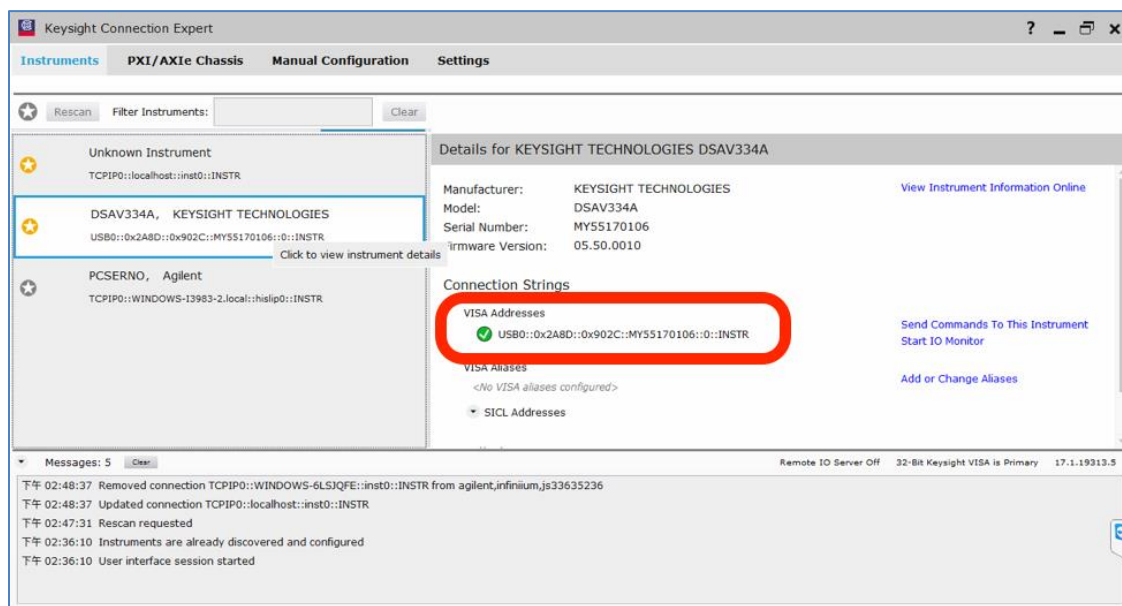 Keysight Connection Expert
?
Instruments PXI/AXIe Chassis Manual Configuration Settings
Rescan Filter Instruments: Clear
Unknown Instrument
TCPIP0::localhost::inst0::INSTR
DSAV334A, KEYSIGHT TECHNOLOGIES
USB0::0x2A8D::0x902C::MY55170106::0::INSTR
Click to view instrument details
PCSERNO, Agilent
TCPIP0::WINDOWS-I3983-2.local::hislip0::INSTR
Details for KEYSIGHT TECHNOLOGIES DSAV334A
Manufacturer: KEYSIGHT TECHNOLOGIES View Instrument Information Online
Model: DSAV334A
Serial Number: MY55170106
irmware Version: 05.50.0010
Connection Strings
VISA Addresses
USB0::0x2A8D::0x902C::MY55170106::0::INSTR
Send Commands To This Instrument
Start IO Monitor
VISA Aliases
<No VISA aliases configured>
Add or Change Aliases
SICL Addresses
Messages: 5 Clear Remote IO Server Off 32-Bit Keysight VISA is Primary 17.1.19313.5
下午 02:48:37 Removed connection TCPIP0::WINDOWS-6LSJQFE::inst0::INSTR from agilent,infiniium,js33635236
下午 02:48:37 Updated connection TCPIP0::localhost::inst0::INSTR
下午 02:47:31 Rescan requested
下午 02:36:10 Instruments are already discovered and configured
下午 02:36:10 User interface session started